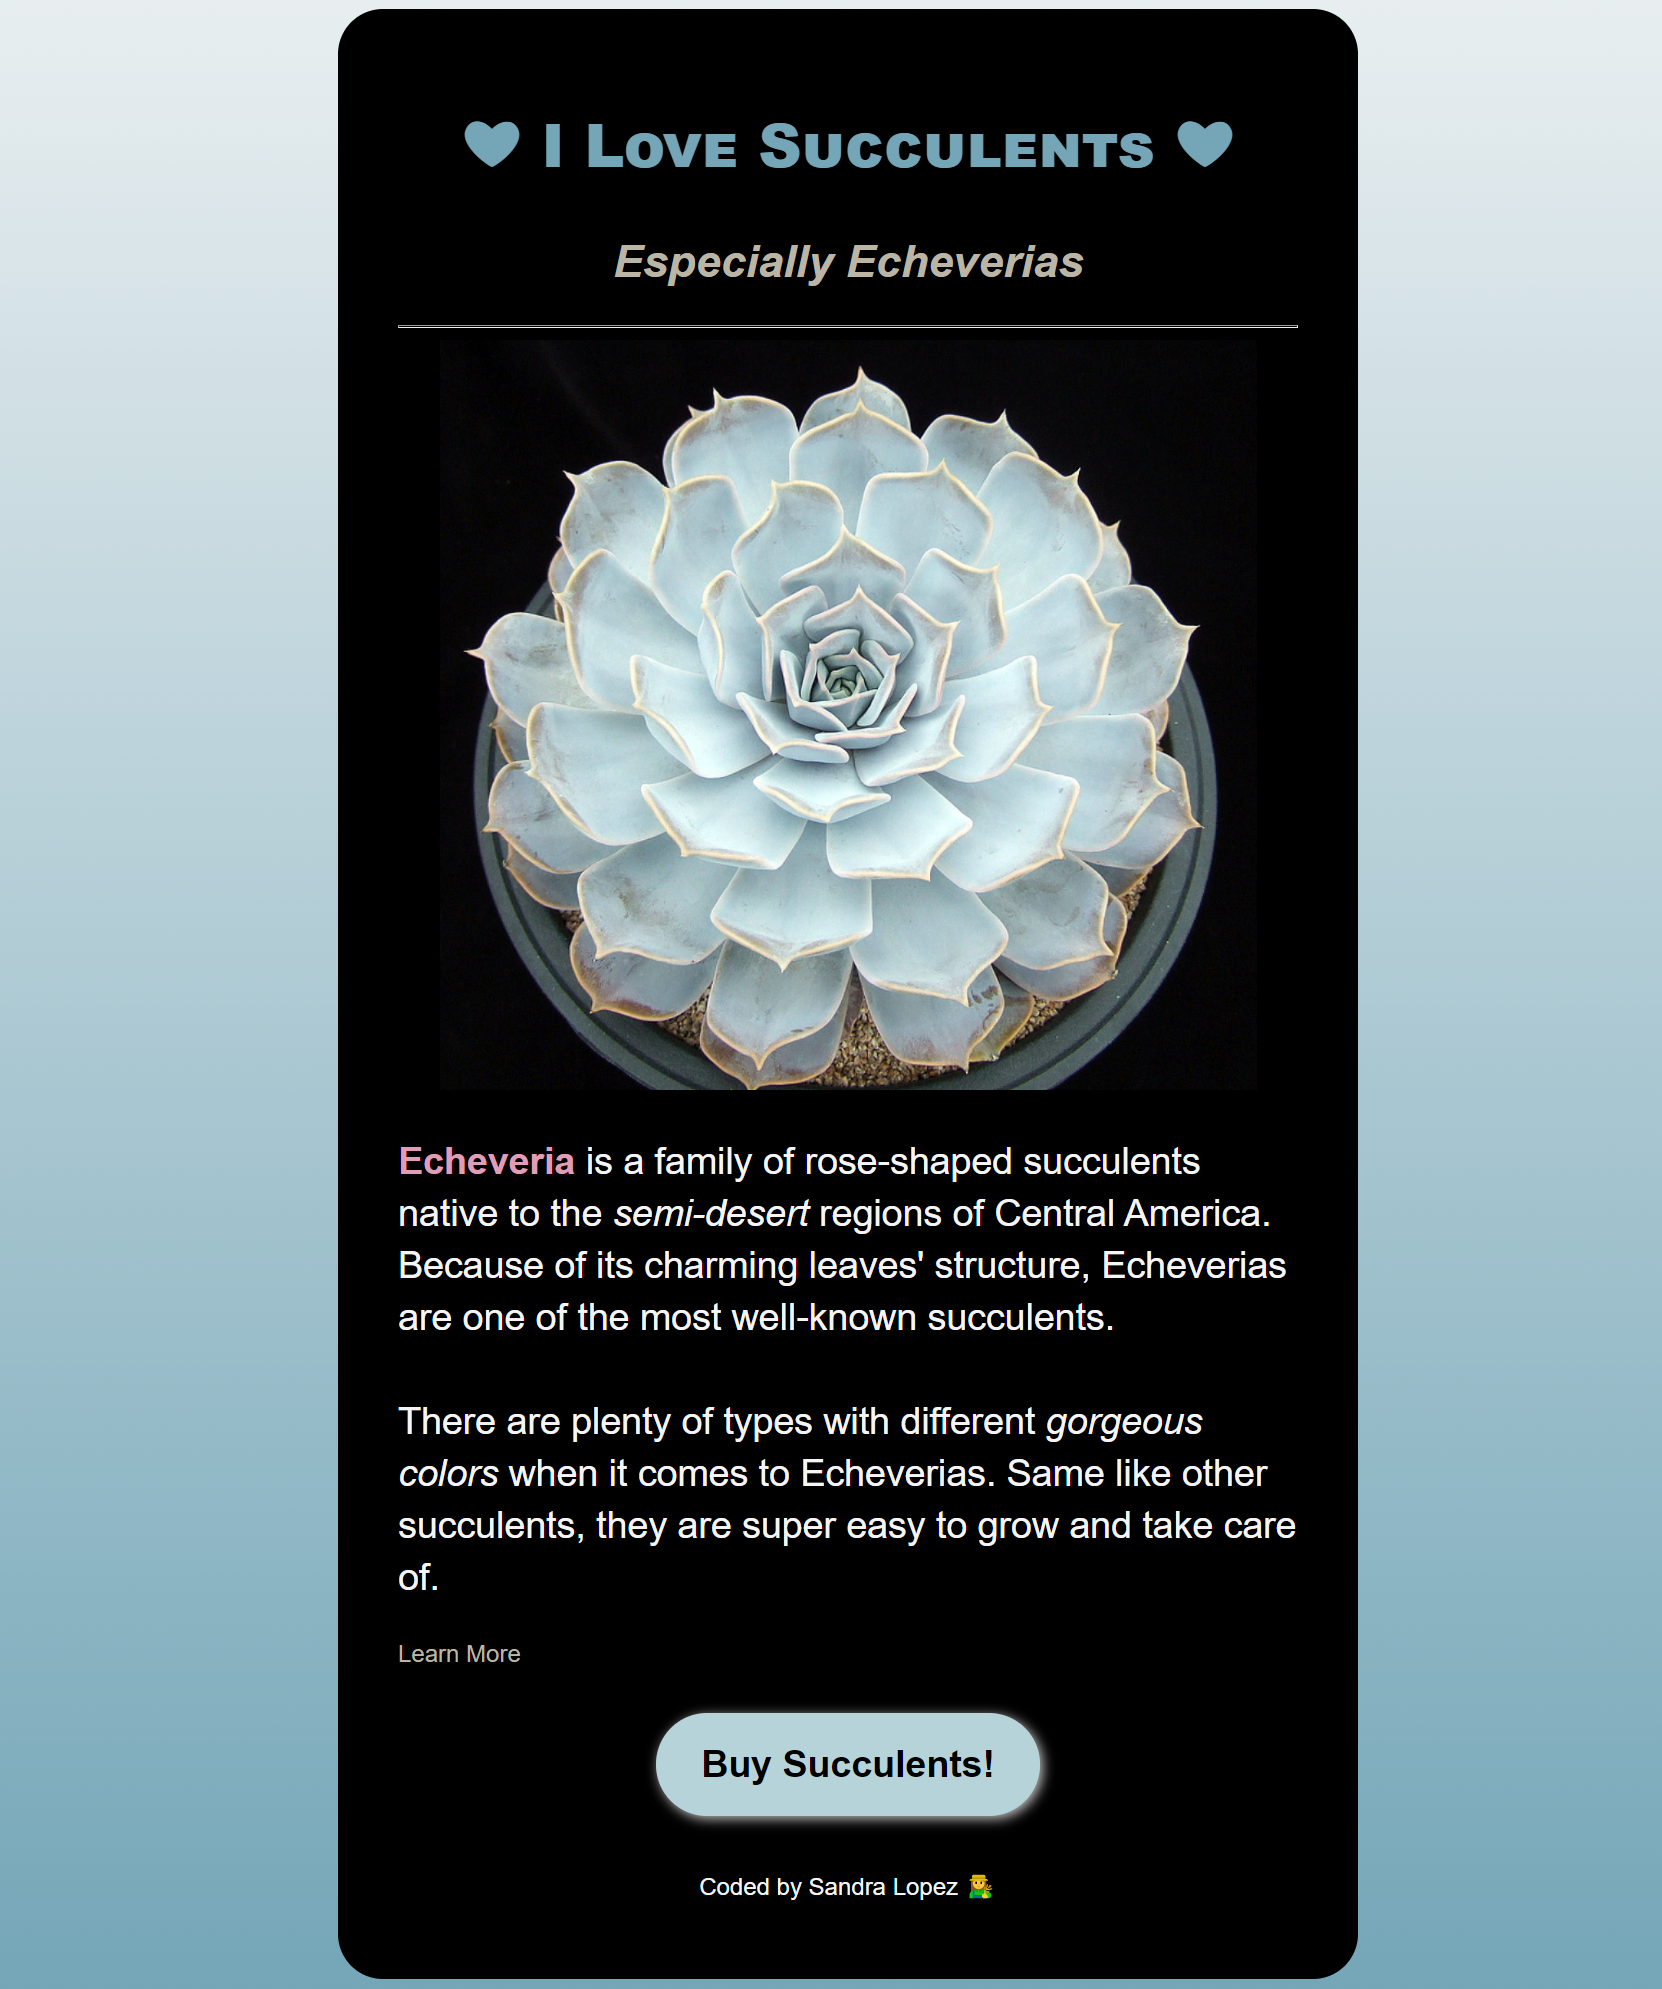 I Love Succulents
Especially Echeverias
Echeveria is a family of rose-shaped succulents
native to the semi-desert regions of Central America.
Because of its charming leaves' structure, Echeverias
are one of the most well-known succulents.
There are plenty of types with different gorgeous
colors when it comes to Echeverias. Same like other
succulents, they are super easy to grow and take care
of.
Learn More
Buy Succulents!
Coded by Sandra Lopez 👩‍🌾